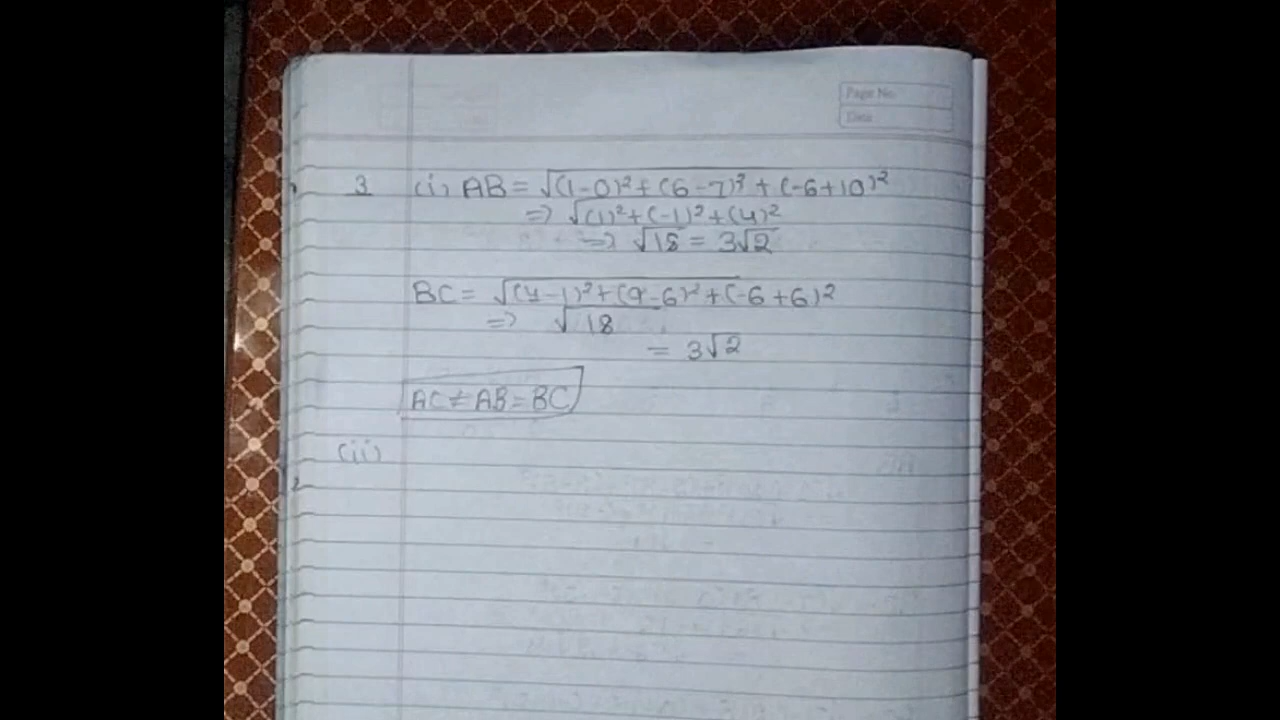 Page No.
Date
3 (i) AB = √(1-0)² + (6-7)² + (-6+10)²
⇒ √(1)² + (-1)² + (4)²
⇒ √18 = 3√2
BC = √(4-1)² + (9-6)² + (-6+6)²
⇒ √18
= 3√2
AC ≠ AB = BC
(ii)